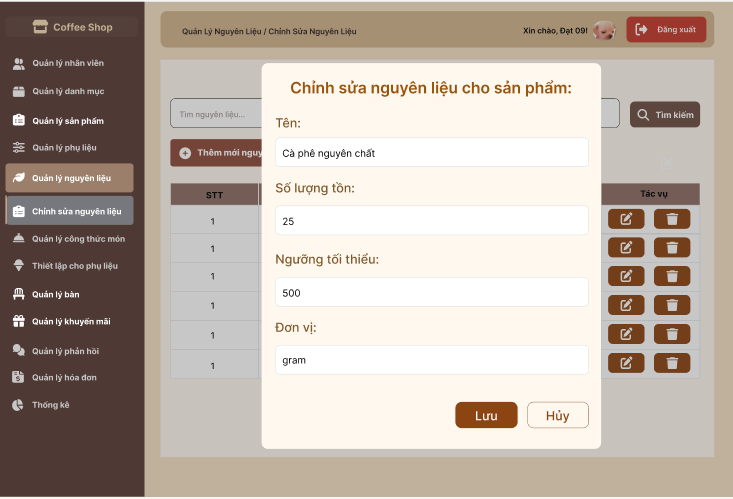 Coffee Shop
Quản lý nhân viên
Quản lý danh mục
Quản lý sản phẩm
Quản lý phụ liệu
Quản lý nguyên liệu
Chỉnh sửa nguyên liệu
Quản lý công thức món
Thiết lập cho phụ liệu
Quản lý bàn
Quản lý khuyến mãi
Quản lý phản hồi
Quản lý hóa đơn
Thống kê
Quản Lý Nguyên Liệu / Chỉnh Sửa Nguyên Liệu
Xin chào, Đạt 09!
Đăng xuất
Tìm nguyên liệu...
Tìm kiếm
Thêm mới nguy
STT
Tác vụ
1
1
1
1
1
1
Chỉnh sửa nguyên liệu cho sản phẩm:
Tên:
Cà phê nguyên chất
Số lượng tồn:
25
Ngưỡng tối thiểu:
500
Đơn vị:
gram
Lưu
Hủy